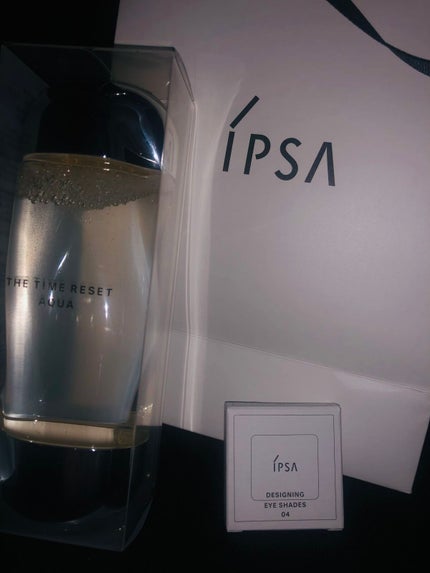 ÍPSA
THE TIME RESET
AQUA
ÍPSA
DESIGNING
EYE SHADES
04